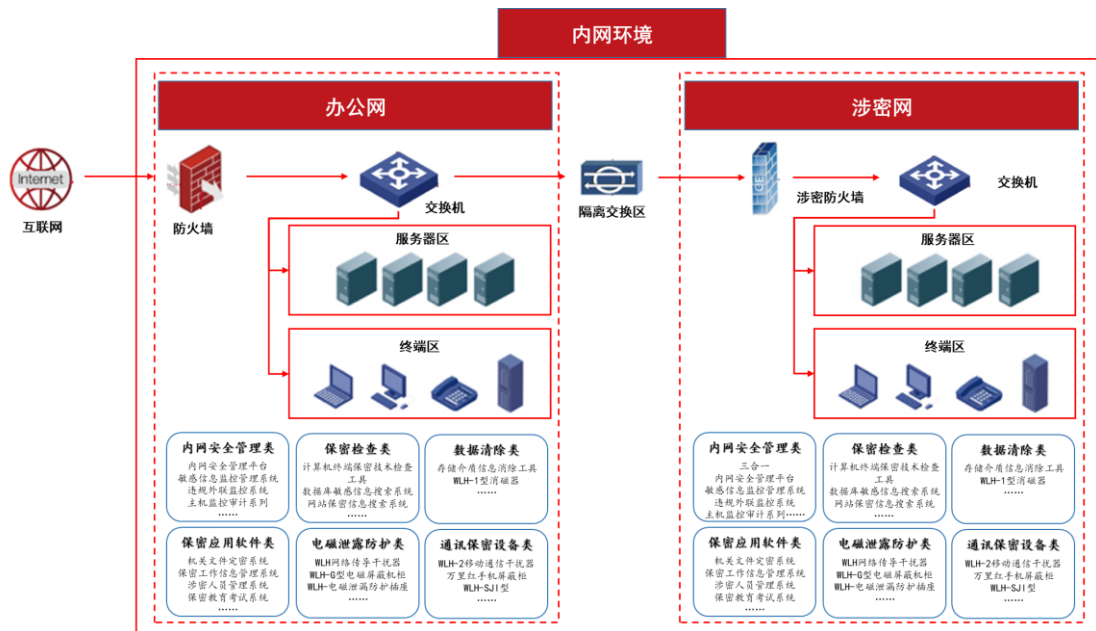 内网环境
办公网
涉密网
Internet
互联网
防火墙
交换机
隔离交换区
涉密防火墙
交换机
服务器区
终端区
服务器区
终端区
内网安全管理类
内网安全管理平台
敏感信息监控管理系统
违规外联监控系统
主机监控审计系列
……
保密检查类
计算机终端保密技术检查
工具
数据库敏感信息搜索系统
网站保密信息搜索系统
……
数据清除类
存储介质信息消除工具
WLH-1型消磁器
……
保密应用软件类
机关文件定密系统
保密工作信息管理系统
涉密人员管理系统
保密教育考试系统
……
电磁泄露防护类
WLH网络传导干扰器
WLH-G型电磁屏蔽机柜
WLH-电磁泄漏防护插座
……
通讯保密设备类
WLH-2移动通信干扰器
万里红手机屏蔽柜
WLH-SJI型
……
内网安全管理类
三合一
内网安全管理平台
敏感信息监控管理系统
违规外联监控系统
主机监控审计系列……
保密检查类
计算机终端保密技术检查
工具
数据库敏感信息搜索系统
网站保密信息搜索系统
……
数据清除类
存储介质信息消除工具
WLH-1型消磁器
……
保密应用软件类
机关文件定密系统
保密工作信息管理系统
涉密人员管理系统
保密教育考试系统
……
电磁泄露防护类
WLH网络传导干扰器
WLH-G型电磁屏蔽机柜
WLH-电磁泄漏防护插座
……
通讯保密设备类
WLH-2移动通信干扰器
万里红手机屏蔽柜
WLH-SJI型
……